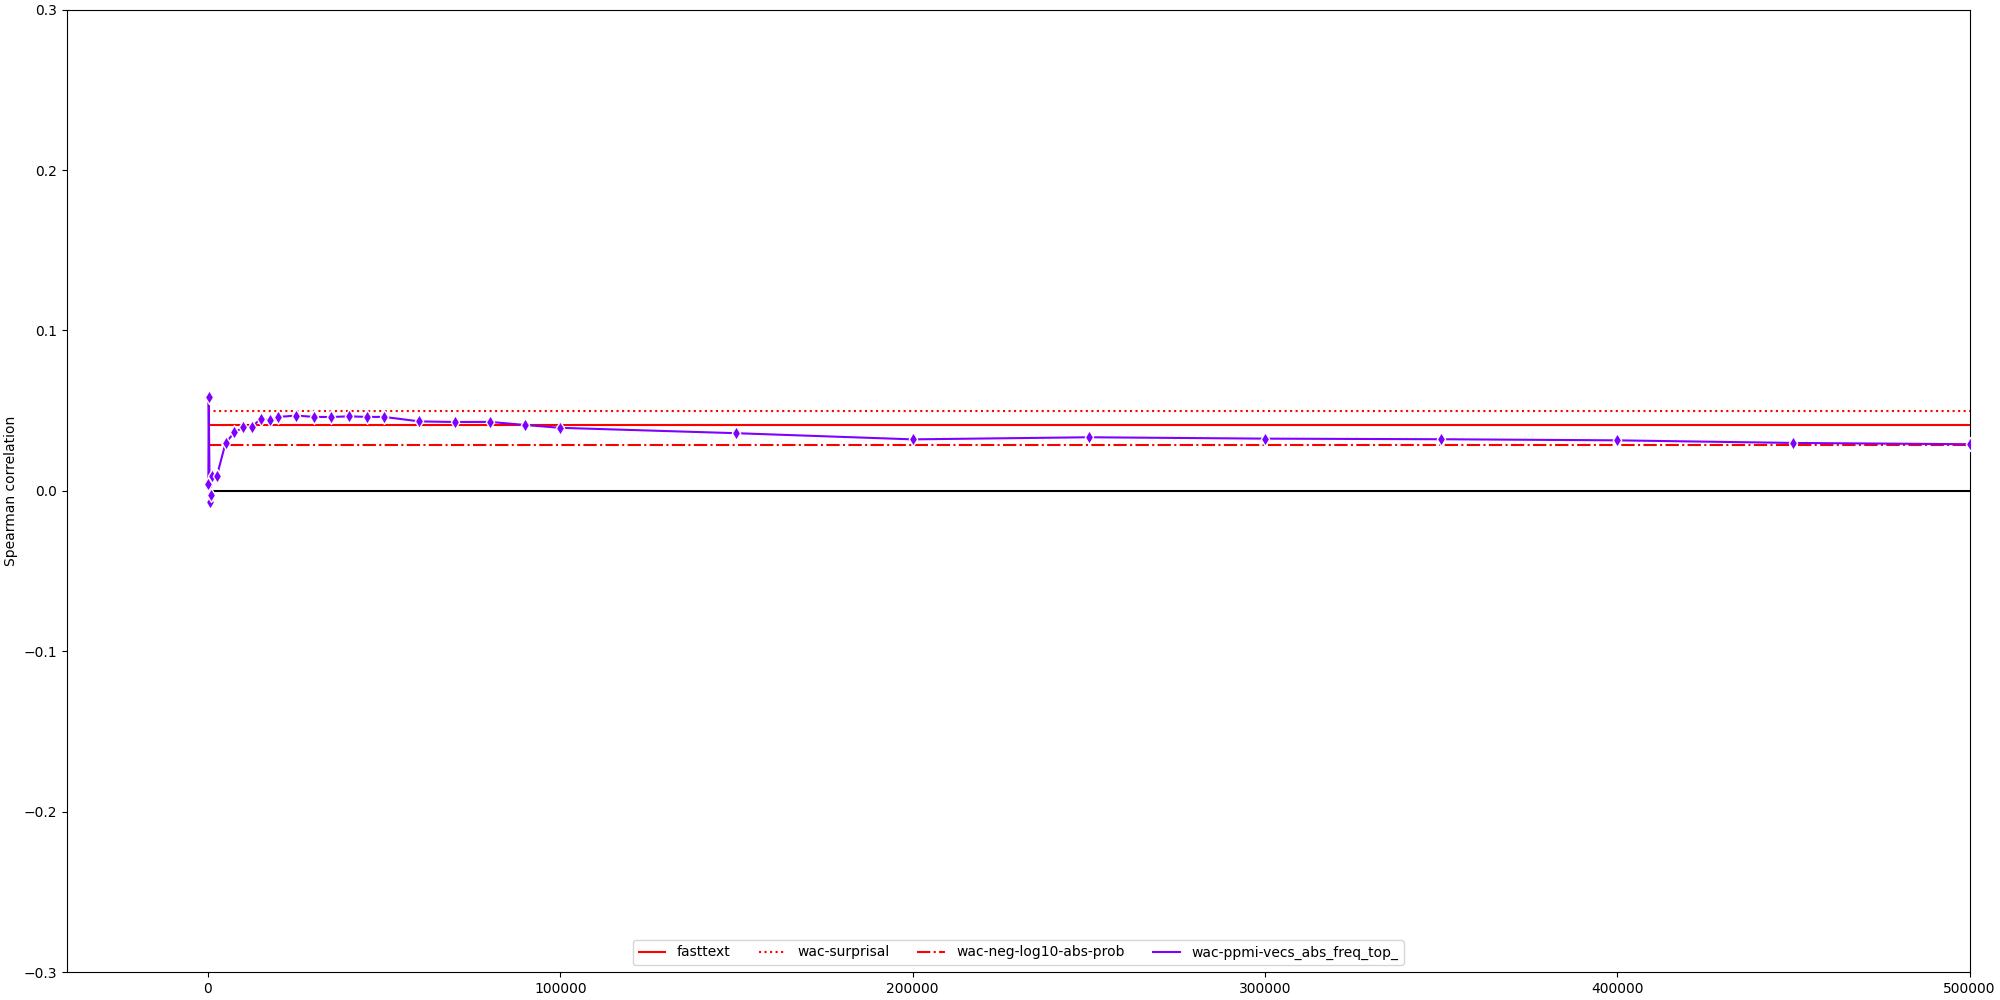 0.3
0.2
0.1
0.0
−0.1
−0.2
−0.3
Spearman correlation
0 100000 200000 300000 400000 500000
fasttext wac-surprisal wac-neg-log10-abs-prob wac-ppmi-vecs_abs_freq_top_